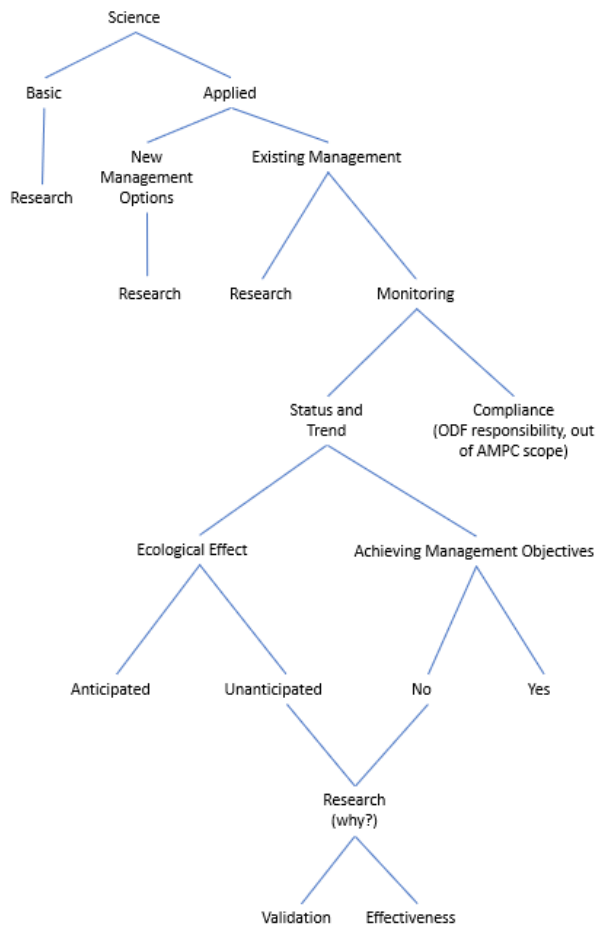 Science
Basic
Applied
New
Management
Options
Existing Management
Research
Research
Research
Monitoring
Status and
Trend
Compliance
(ODF responsibility, out
of AMPC scope)
Ecological Effect
Achieving Management Objectives
Anticipated
Unanticipated
No
Yes
Research
(why?)
Validation
Effectiveness